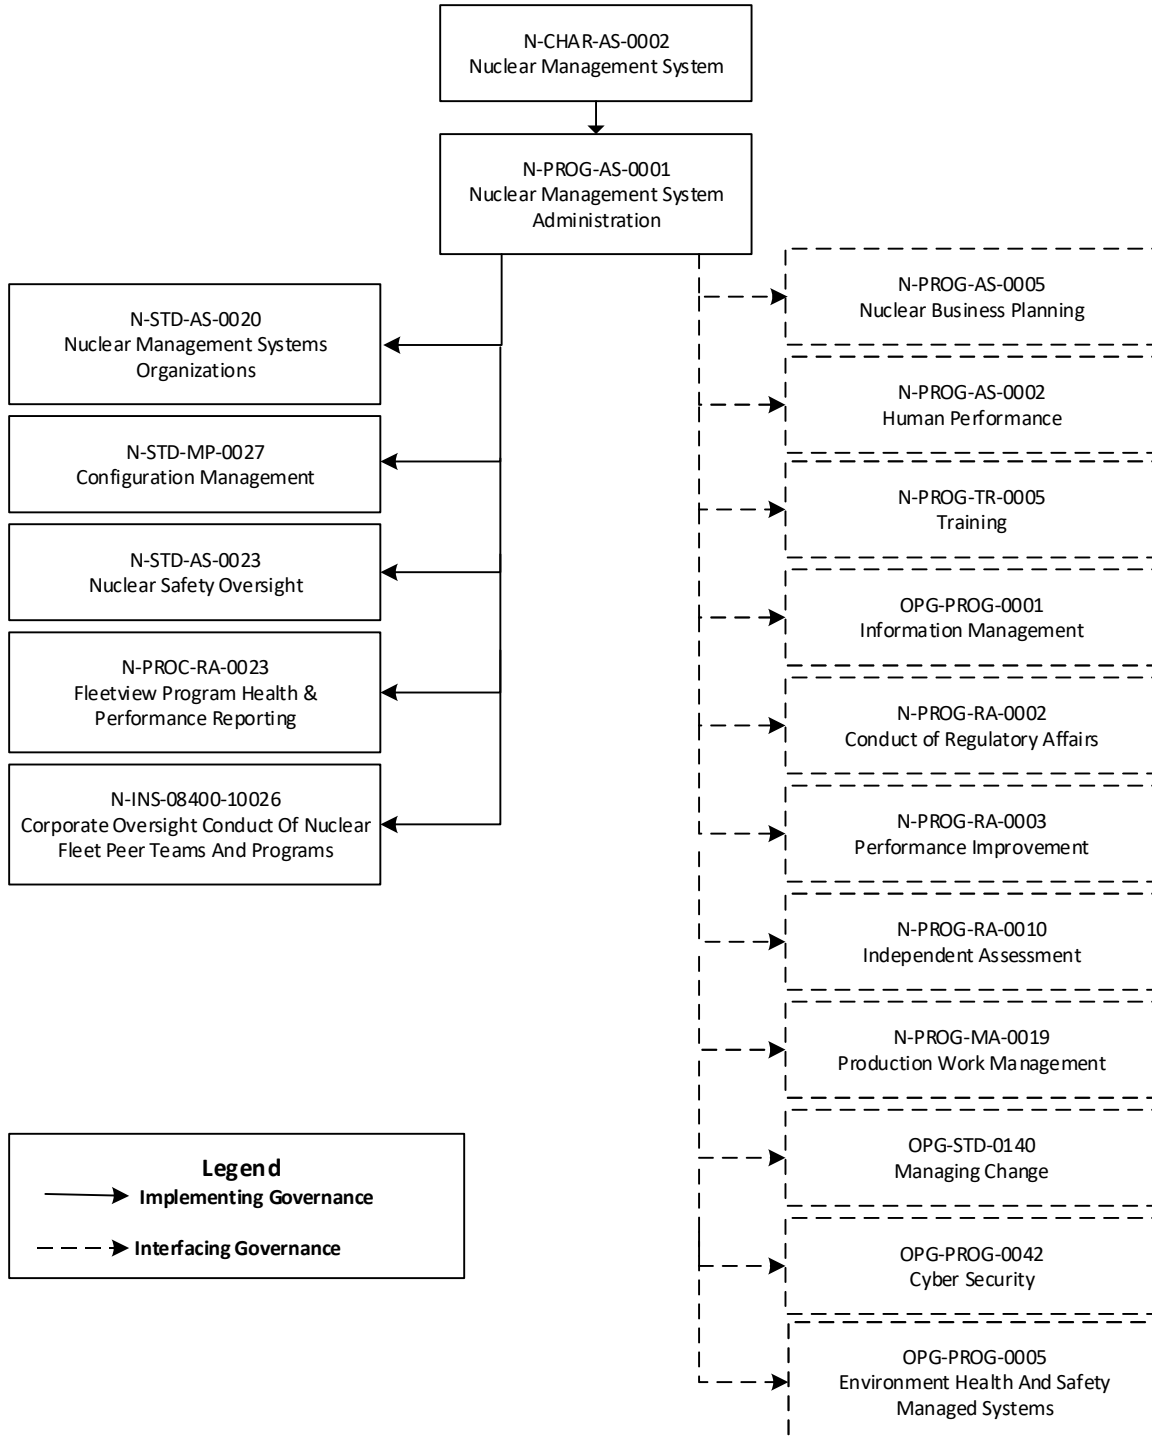 N-CHAR-AS-0002
Nuclear Management System
N-PROG-AS-0001
Nuclear Management System
Administration
N-STD-AS-0020
Nuclear Management Systems
Organizations
N-STD-MP-0027
Configuration Management
N-STD-AS-0023
Nuclear Safety Oversight
N-PROC-RA-0023
Fleetview Program Health &
Performance Reporting
N-INS-08400-10026
Corporate Oversight Conduct Of Nuclear
Fleet Peer Teams And Programs
N-PROG-AS-0005
Nuclear Business Planning
N-PROG-AS-0002
Human Performance
N-PROG-TR-0005
Training
OPG-PROG-0001
Information Management
N-PROG-RA-0002
Conduct of Regulatory Affairs
N-PROG-RA-0003
Performance Improvement
N-PROG-RA-0010
Independent Assessment
N-PROG-MA-0019
Production Work Management
OPG-STD-0140
Managing Change
OPG-PROG-0042
Cyber Security
OPG-PROG-0005
Environment Health And Safety
Managed Systems
Legend
Implementing Governance
Interfacing Governance